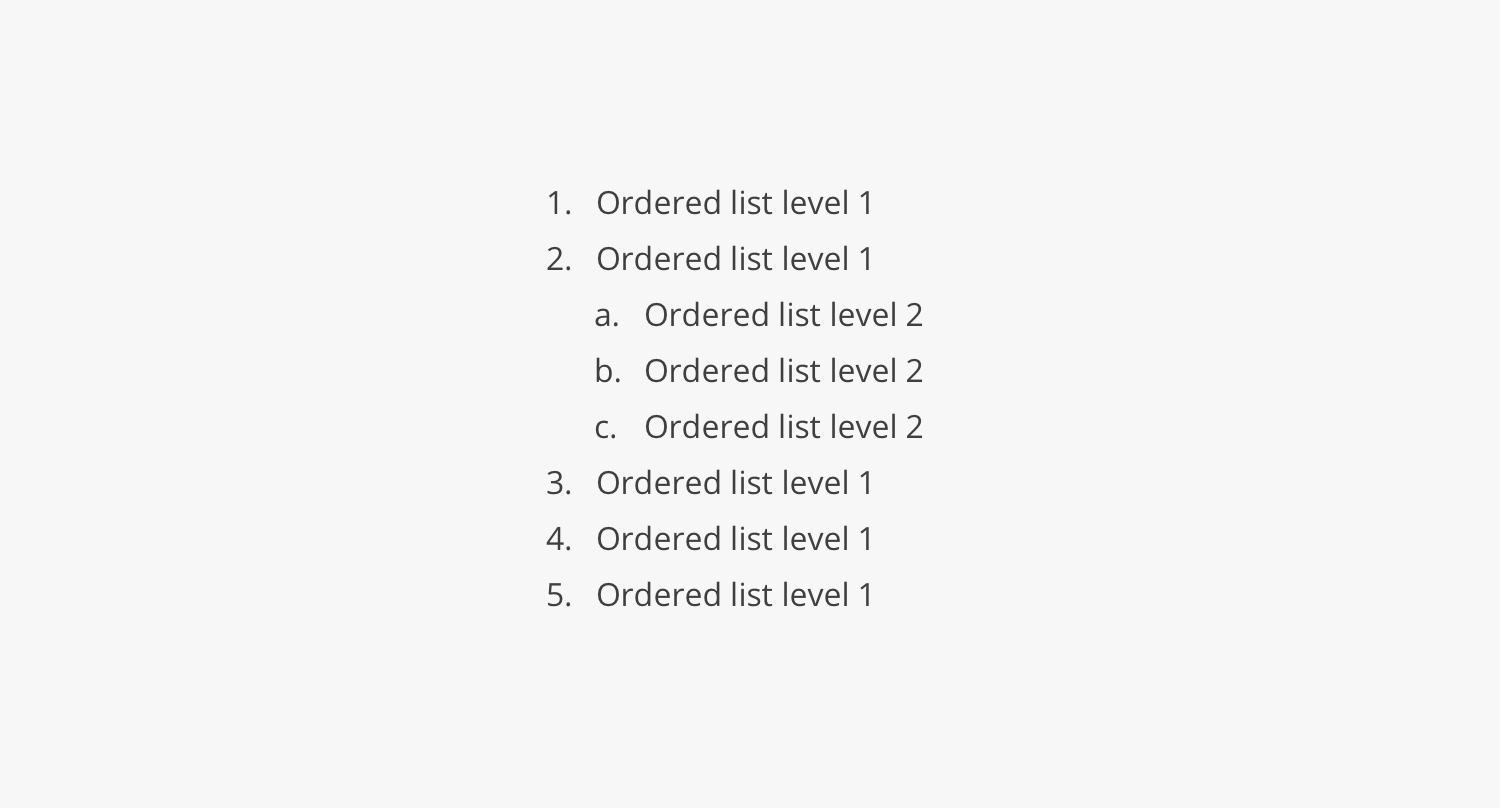 1. Ordered list level 1
2. Ordered list level 1
a. Ordered list level 2
b. Ordered list level 2
c. Ordered list level 2
3. Ordered list level 1
4. Ordered list level 1
5. Ordered list level 1